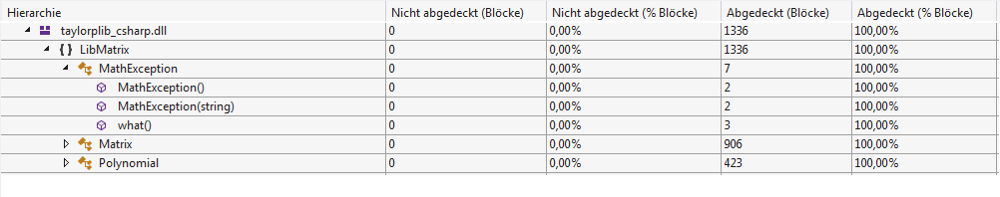 Hierarchie Nicht abgedeckt (Blöcke) Nicht abgedeckt (% Blöcke) Abgedeckt (Blöcke) Abgedeckt (% Blöcke)
taylorplib_csharp.dll 0 0,00% 1336 100,00%
{ } LibMatrix 0 0,00% 1336 100,00%
MathException 0 0,00% 7 100,00%
MathException() 0 0,00% 2 100,00%
MathException(string) 0 0,00% 2 100,00%
what() 0 0,00% 3 100,00%
Matrix 0 0,00% 906 100,00%
Polynomial 0 0,00% 423 100,00%